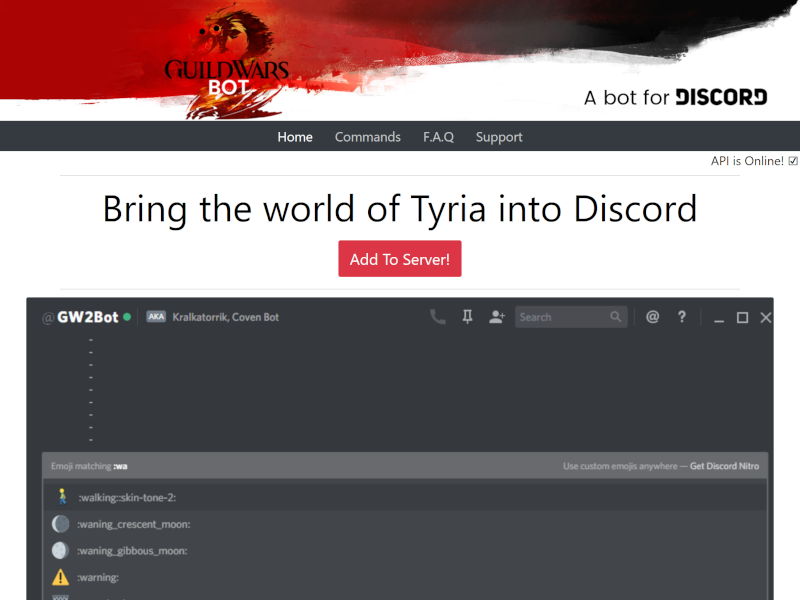 GUILDWARS
BOT
A bot for DISCORD
Home Commands F.A.Q Support
API is Online! ☑
Bring the world of Tyria into Discord
Add To Server!
@GW2Bot AKA Kralkatorrik, Coven Bot Search @ ?
-
-
-
-
-
-
-
-
-
Emoji matching :wa Use custom emojis anywhere — Get Discord Nitro
:walking::skin-tone-2:
:waning_crescent_moon:
:waning_gibbous_moon:
:warning: